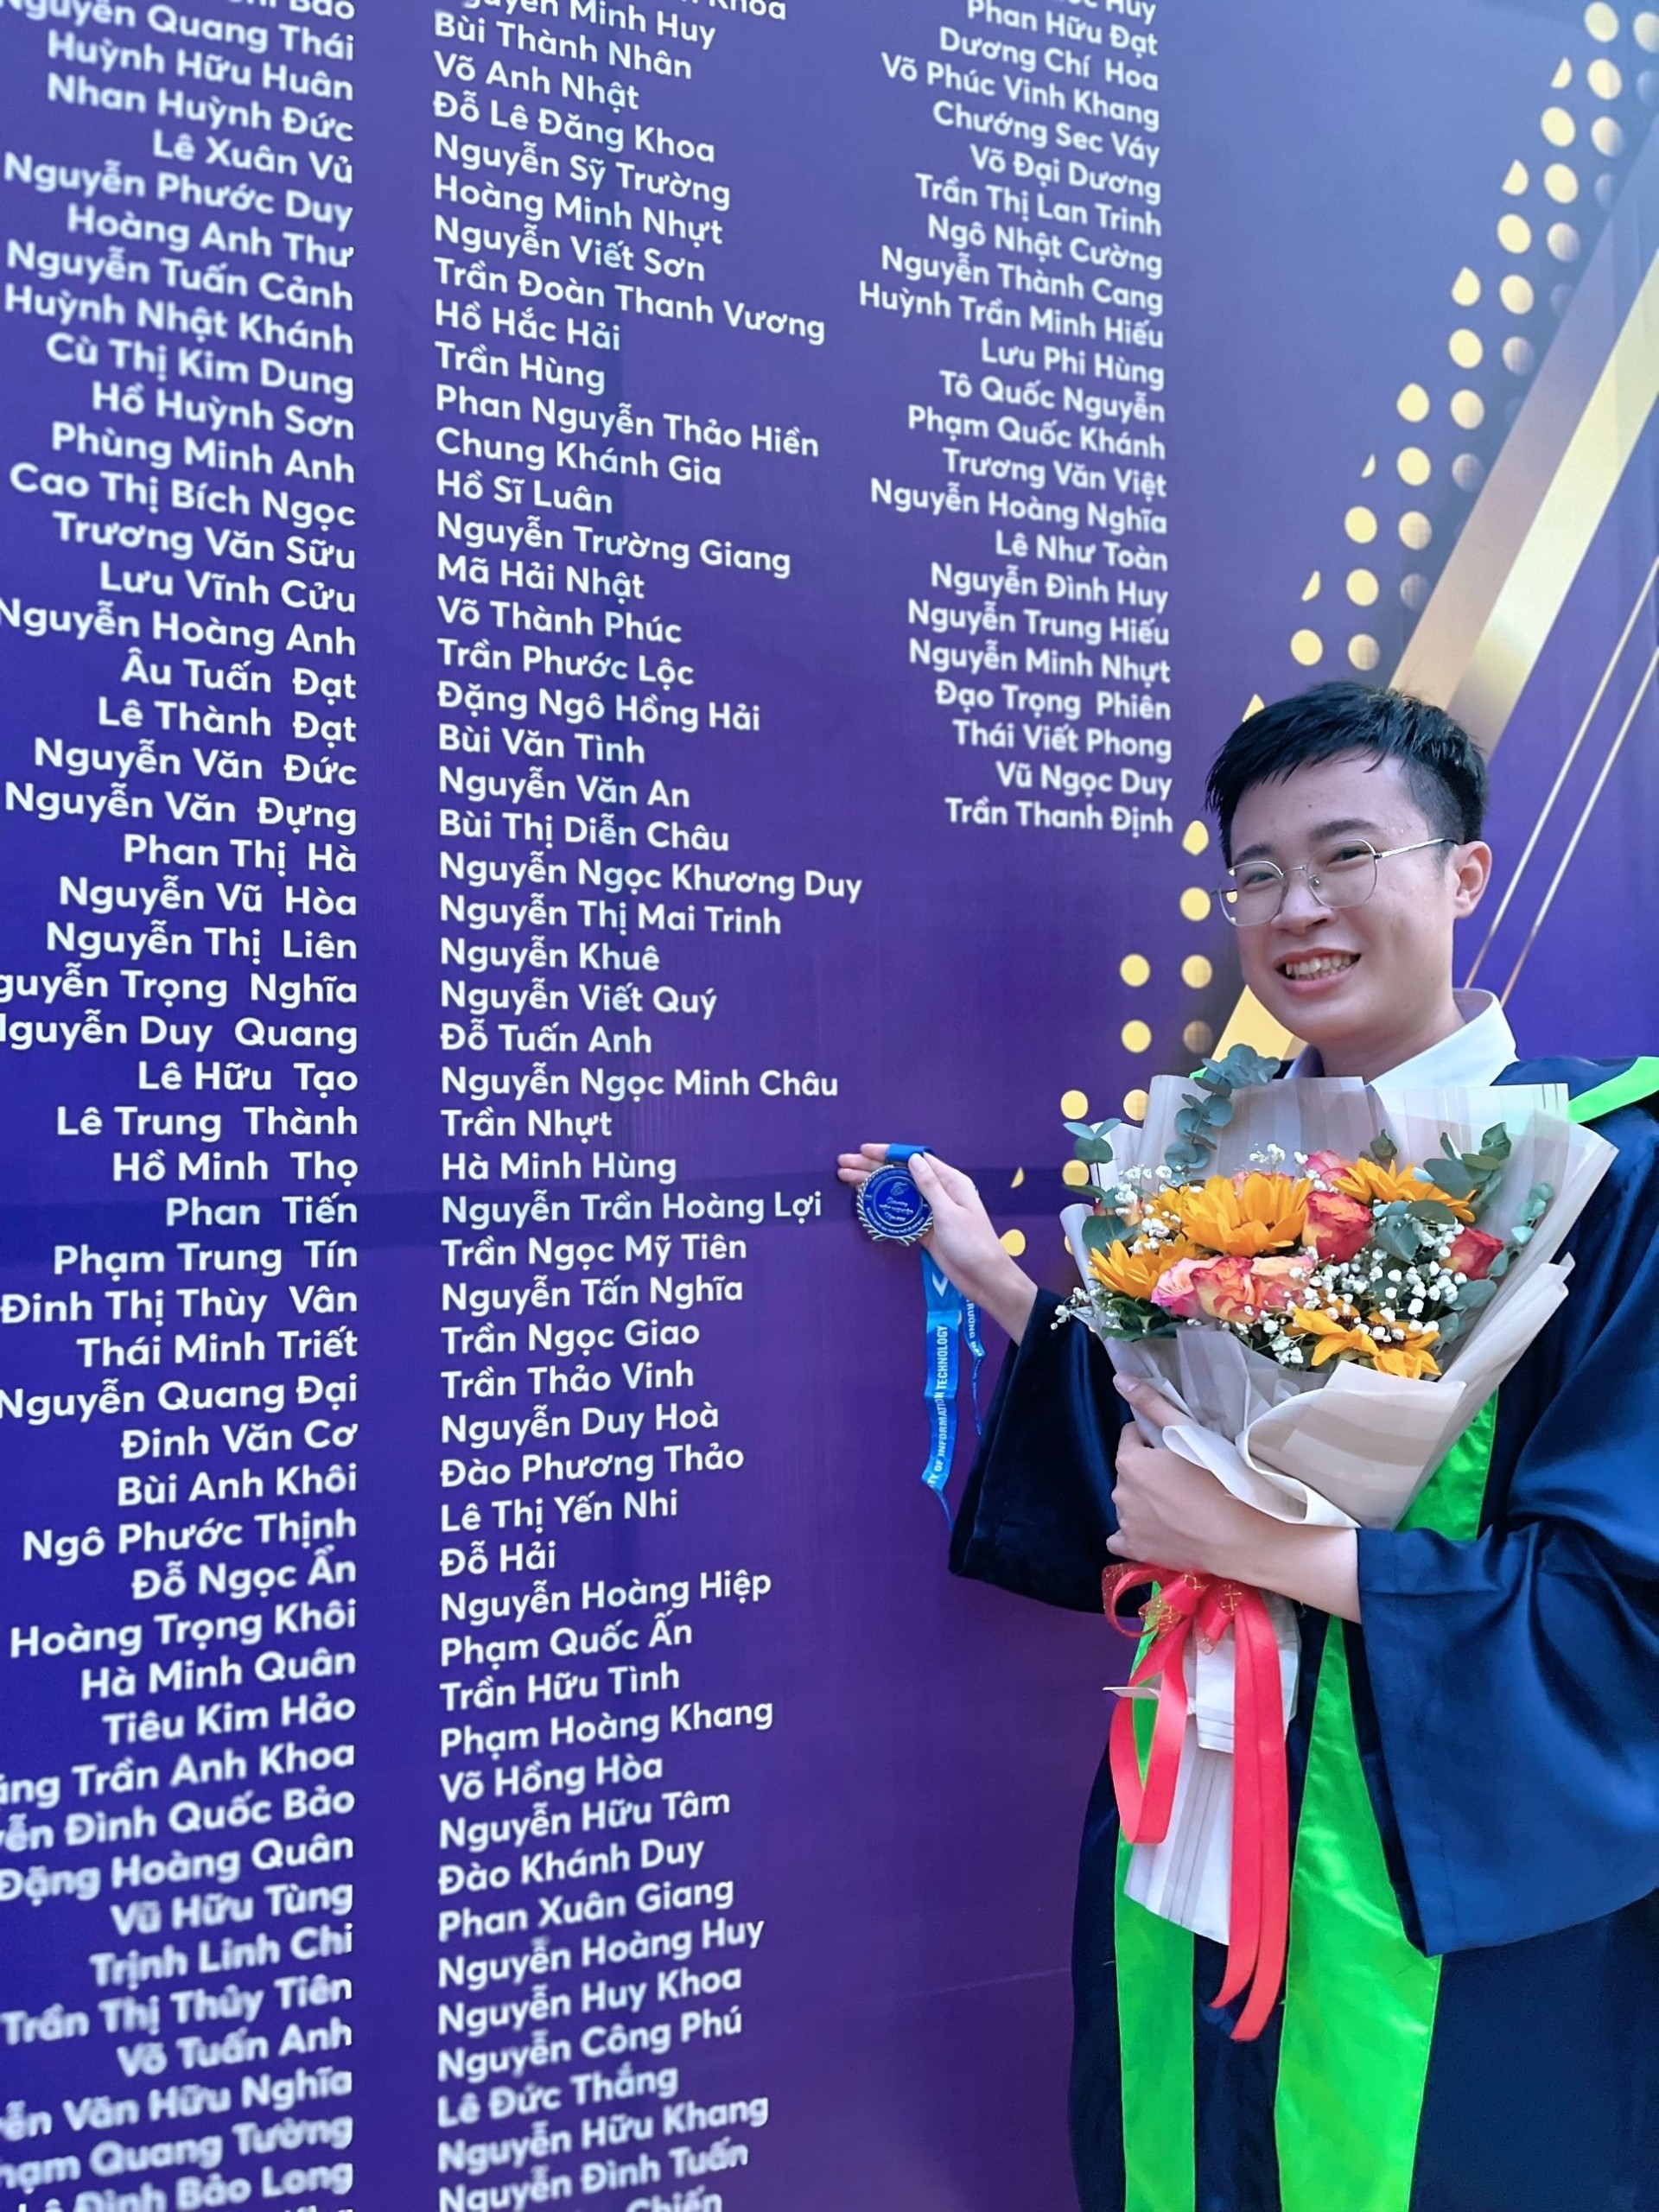 Bảo
Nguyễn Quang Thái
Huỳnh Hữu Huân
Nhan Huỳnh Đức
Lê Xuân Vủ
Nguyễn Phước Duy
Hoàng Anh Thư
Nguyễn Tuấn Cảnh
Huỳnh Nhật Khánh
Cù Thị Kim Dung
Hồ Huỳnh Sơn
Phùng Minh Anh
Cao Thị Bích Ngọc
Trương Văn Sữu
Lưu Vĩnh Cửu
Nguyễn Hoàng Anh
Âu Tuấn Đạt
Lê Thành Đạt
Nguyễn Văn Đức
Nguyễn Văn Đựng
Phan Thị Hà
Nguyễn Vũ Hòa
Nguyễn Thị Liên
guyễn Trọng Nghĩa
Nguyễn Duy Quang
Lê Hữu Tạo
Lê Trung Thành
Hồ Minh Thọ
Phan Tiến
Phạm Trung Tín
Đinh Thị Thùy Vân
Thái Minh Triết
Nguyễn Quang Đại
Đinh Văn Cơ
Bùi Anh Khôi
Ngô Phước Thịnh
Đỗ Ngọc Ẩn
Hoàng Trọng Khôi
Hà Minh Quân
Tiêu Kim Hảo
Trần Anh Khoa
Đình Quốc Bảo
Đặng Hoàng Quân
Vũ Hữu Tùng
Trịnh Linh Chi
Trần Thị Thủy Tiên
Võ Tuấn Anh
Văn Hữu Nghĩa
Quang Tường
Đinh Bảo Long
Khoa
Nguyễn Minh Huy
Bùi Thành Nhân
Võ Anh Nhật
Đỗ Lê Đăng Khoa
Nguyễn Sỹ Trường
Hoàng Minh Nhựt
Nguyễn Viết Sơn
Trần Đoàn Thanh Vương
Hồ Hắc Hải
Trần Hùng
Phan Nguyễn Thảo Hiền
Chung Khánh Gia
Hồ Sĩ Luân
Nguyễn Trường Giang
Mã Hải Nhật
Võ Thành Phúc
Trần Phước Lộc
Đặng Ngô Hồng Hải
Bùi Văn Tình
Nguyễn Văn An
Bùi Thị Diễn Châu
Nguyễn Ngọc Khương Duy
Nguyễn Thị Mai Trinh
Nguyễn Khuê
Nguyễn Viết Quý
Đỗ Tuấn Anh
Nguyễn Ngọc Minh Châu
Trần Nhựt
Hà Minh Hùng
Nguyễn Trần Hoàng Lợi
Trần Ngọc Mỹ Tiên
Nguyễn Tấn Nghĩa
Trần Ngọc Giao
Trần Thảo Vinh
Nguyễn Duy Hoà
Đào Phương Thảo
Lê Thị Yến Nhi
Đỗ Hải
Nguyễn Hoàng Hiệp
Phạm Quốc Ấn
Trần Hữu Tình
Phạm Hoàng Khang
Võ Hồng Hòa
Nguyễn Hữu Tâm
Đào Khánh Duy
Phan Xuân Giang
Nguyễn Hoàng Huy
Nguyễn Huy Khoa
Nguyễn Công Phú
Lê Đức Thắng
Nguyễn Hữu Khang
Nguyễn Đình Tuấn
Chiến
Huy
Phan Hữu Đạt
Dương Chí Hoa
Võ Phúc Vinh Khang
Chướng Sec Váy
Võ Đại Dương
Trần Thị Lan Trinh
Ngô Nhật Cường
Nguyễn Thành Cang
Huỳnh Trần Minh Hiếu
Lưu Phi Hùng
Tô Quốc Nguyễn
Phạm Quốc Khánh
Trương Văn Việt
Nguyễn Hoàng Nghĩa
Lê Như Toàn
Nguyễn Đình Huy
Nguyễn Trung Hiếu
Nguyễn Minh Nhựt
Đạo Trọng Phiên
Thái Viết Phong
Vũ Ngọc Duy
Trần Thanh Định
OF INFORMATION TECHNOLOGY